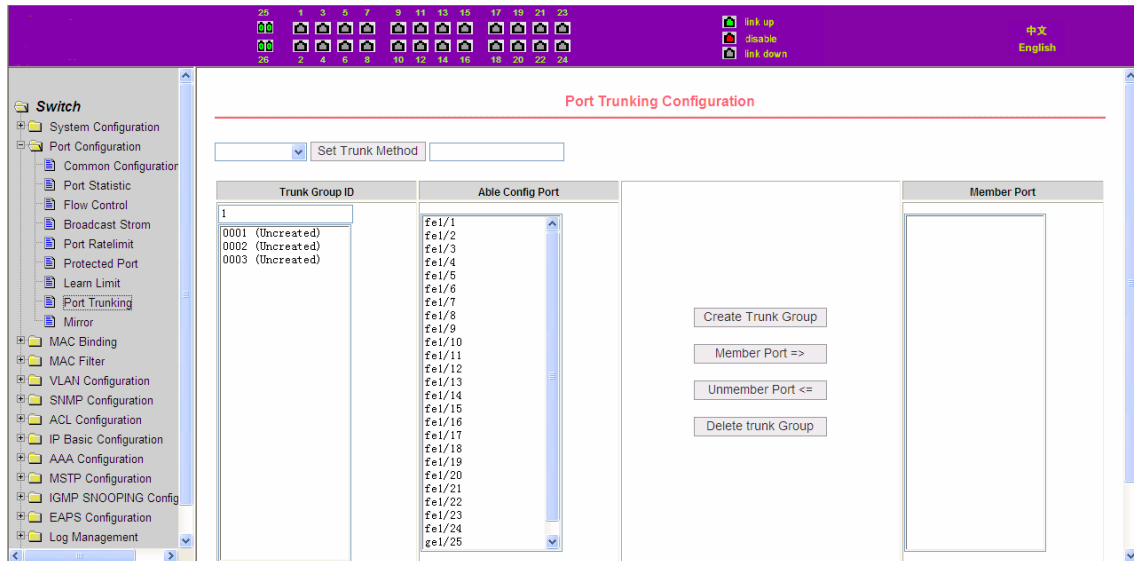 25 1 3 5 7 9 11 13 15 17 19 21 23
26 2 4 6 8 10 12 14 16 18 20 22 24
link up
disable
link down
中文
English
Switch
System Configuration
Port Configuration
Common Configuration
Port Statistic
Flow Control
Broadcast Strom
Port Ratelimit
Protected Port
Learn Limit
Port Trunking
Mirror
MAC Binding
MAC Filter
VLAN Configuration
SNMP Configuration
ACL Configuration
IP Basic Configuration
AAA Configuration
MSTP Configuration
IGMP SNOOPING Config
EAPS Configuration
Log Management
Port Trunking Configuration
Set Trunk Method
Trunk Group ID
1
0001 (Uncreated)
0002 (Uncreated)
0003 (Uncreated)
Able Config Port
fe1/1
fe1/2
fe1/3
fe1/4
fe1/5
fe1/6
fe1/7
fe1/8
fe1/9
fe1/10
fe1/11
fe1/12
fe1/13
fe1/14
fe1/15
fe1/16
fe1/17
fe1/18
fe1/19
fe1/20
fe1/21
fe1/22
fe1/23
fe1/24
ge1/25
Create Trunk Group
Member Port =>
Unmember Port <=
Delete trunk Group
Member Port